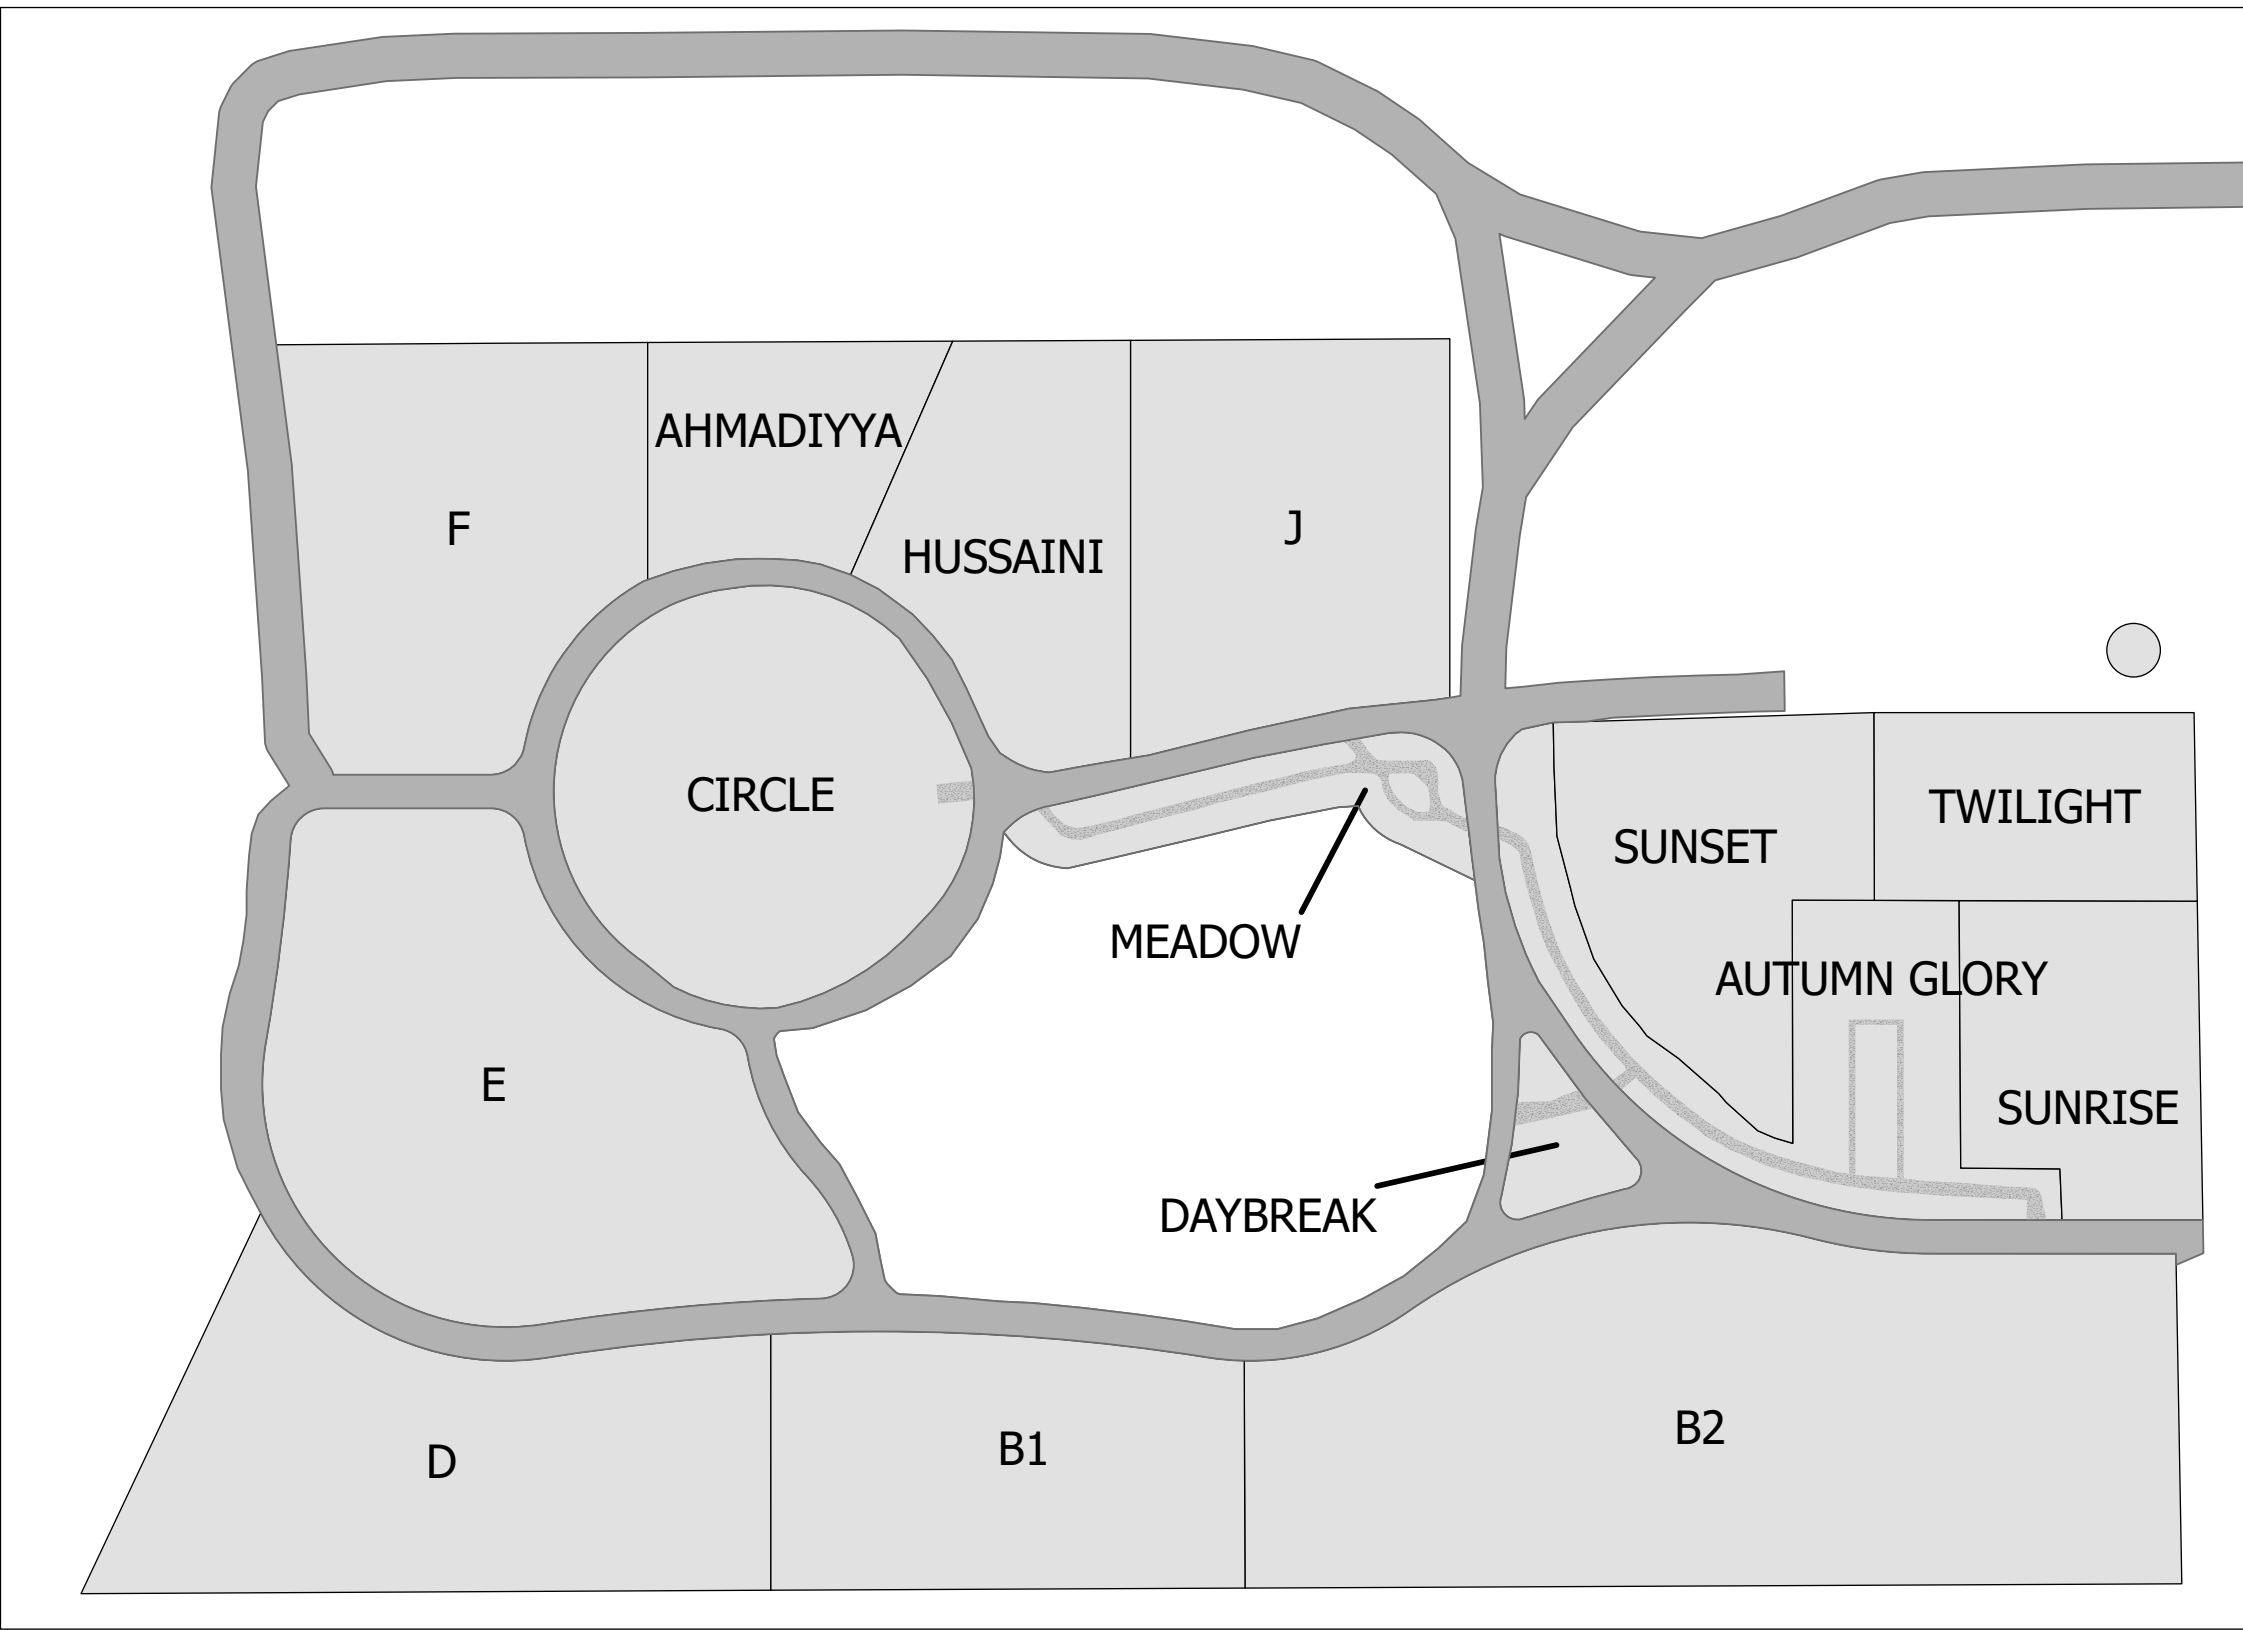 AHMADIYYA
F
HUSSAINI
J
CIRCLE
TWILIGHT
SUNSET
MEADOW
AUTUMN GLORY
E
SUNRISE
DAYBREAK
D
B1
B2